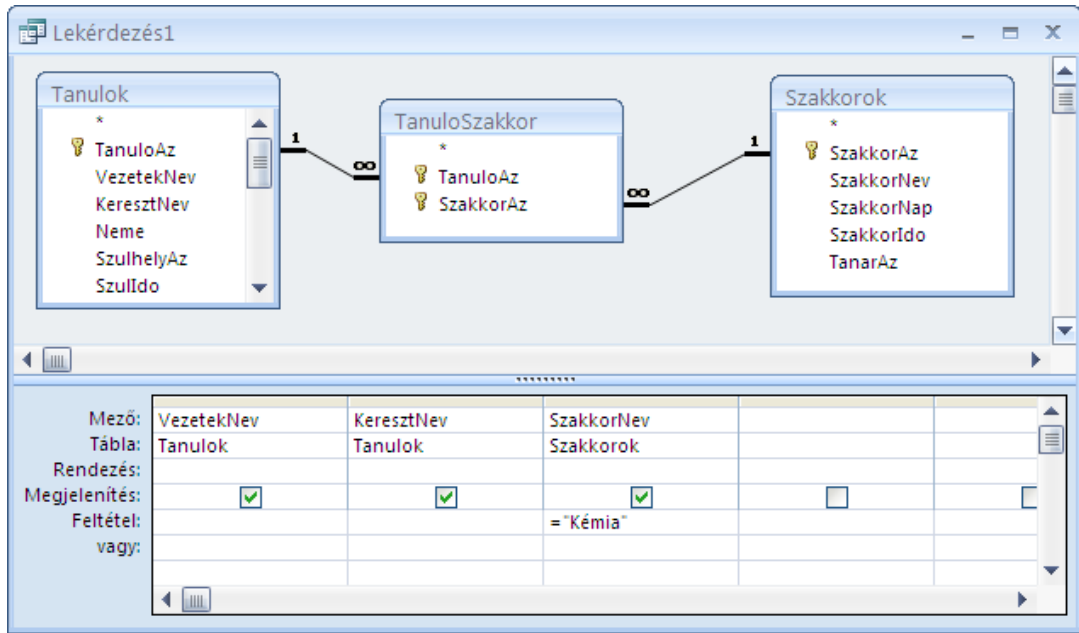 Lekérdezés1
Tanulok
*
TanuloAz
VezetekNev
KeresztNev
Neme
SzulhelyAz
SzulIdo
1
∞
TanuloSzakkor
*
TanuloAz
SzakkorAz
∞
1
Szakkorok
*
SzakkorAz
SzakkorNev
SzakkorNap
SzakkorIdo
TanarAz
Mező: VezetekNev KeresztNev SzakkorNev
Tábla: Tanulok Tanulok Szakkorok
Rendezés:
Megjelenítés:
Feltétel: ="Kémia"
vagy: